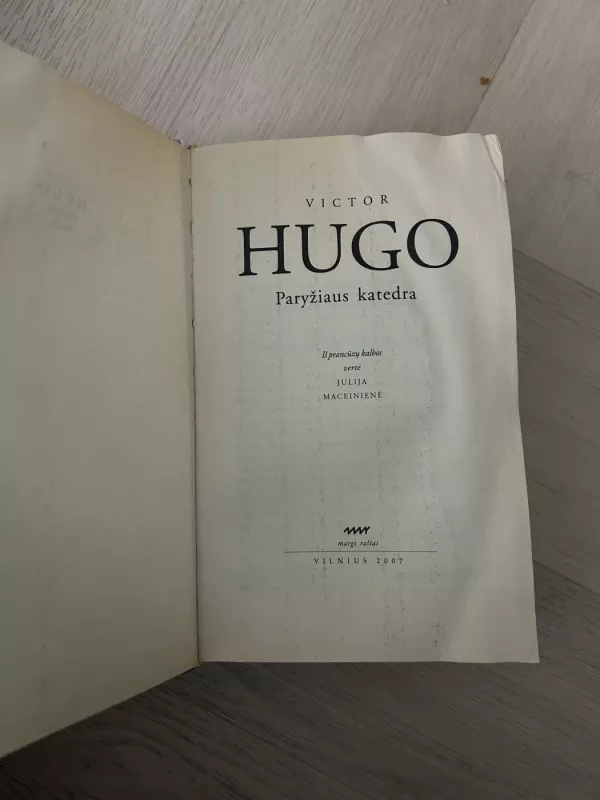 VICTOR
HUGO
Paryžiaus katedra
Iš prancūzų kalbos
vertė
JULIJA
MACEINIENĖ
margi raštai
VILNIUS 2007